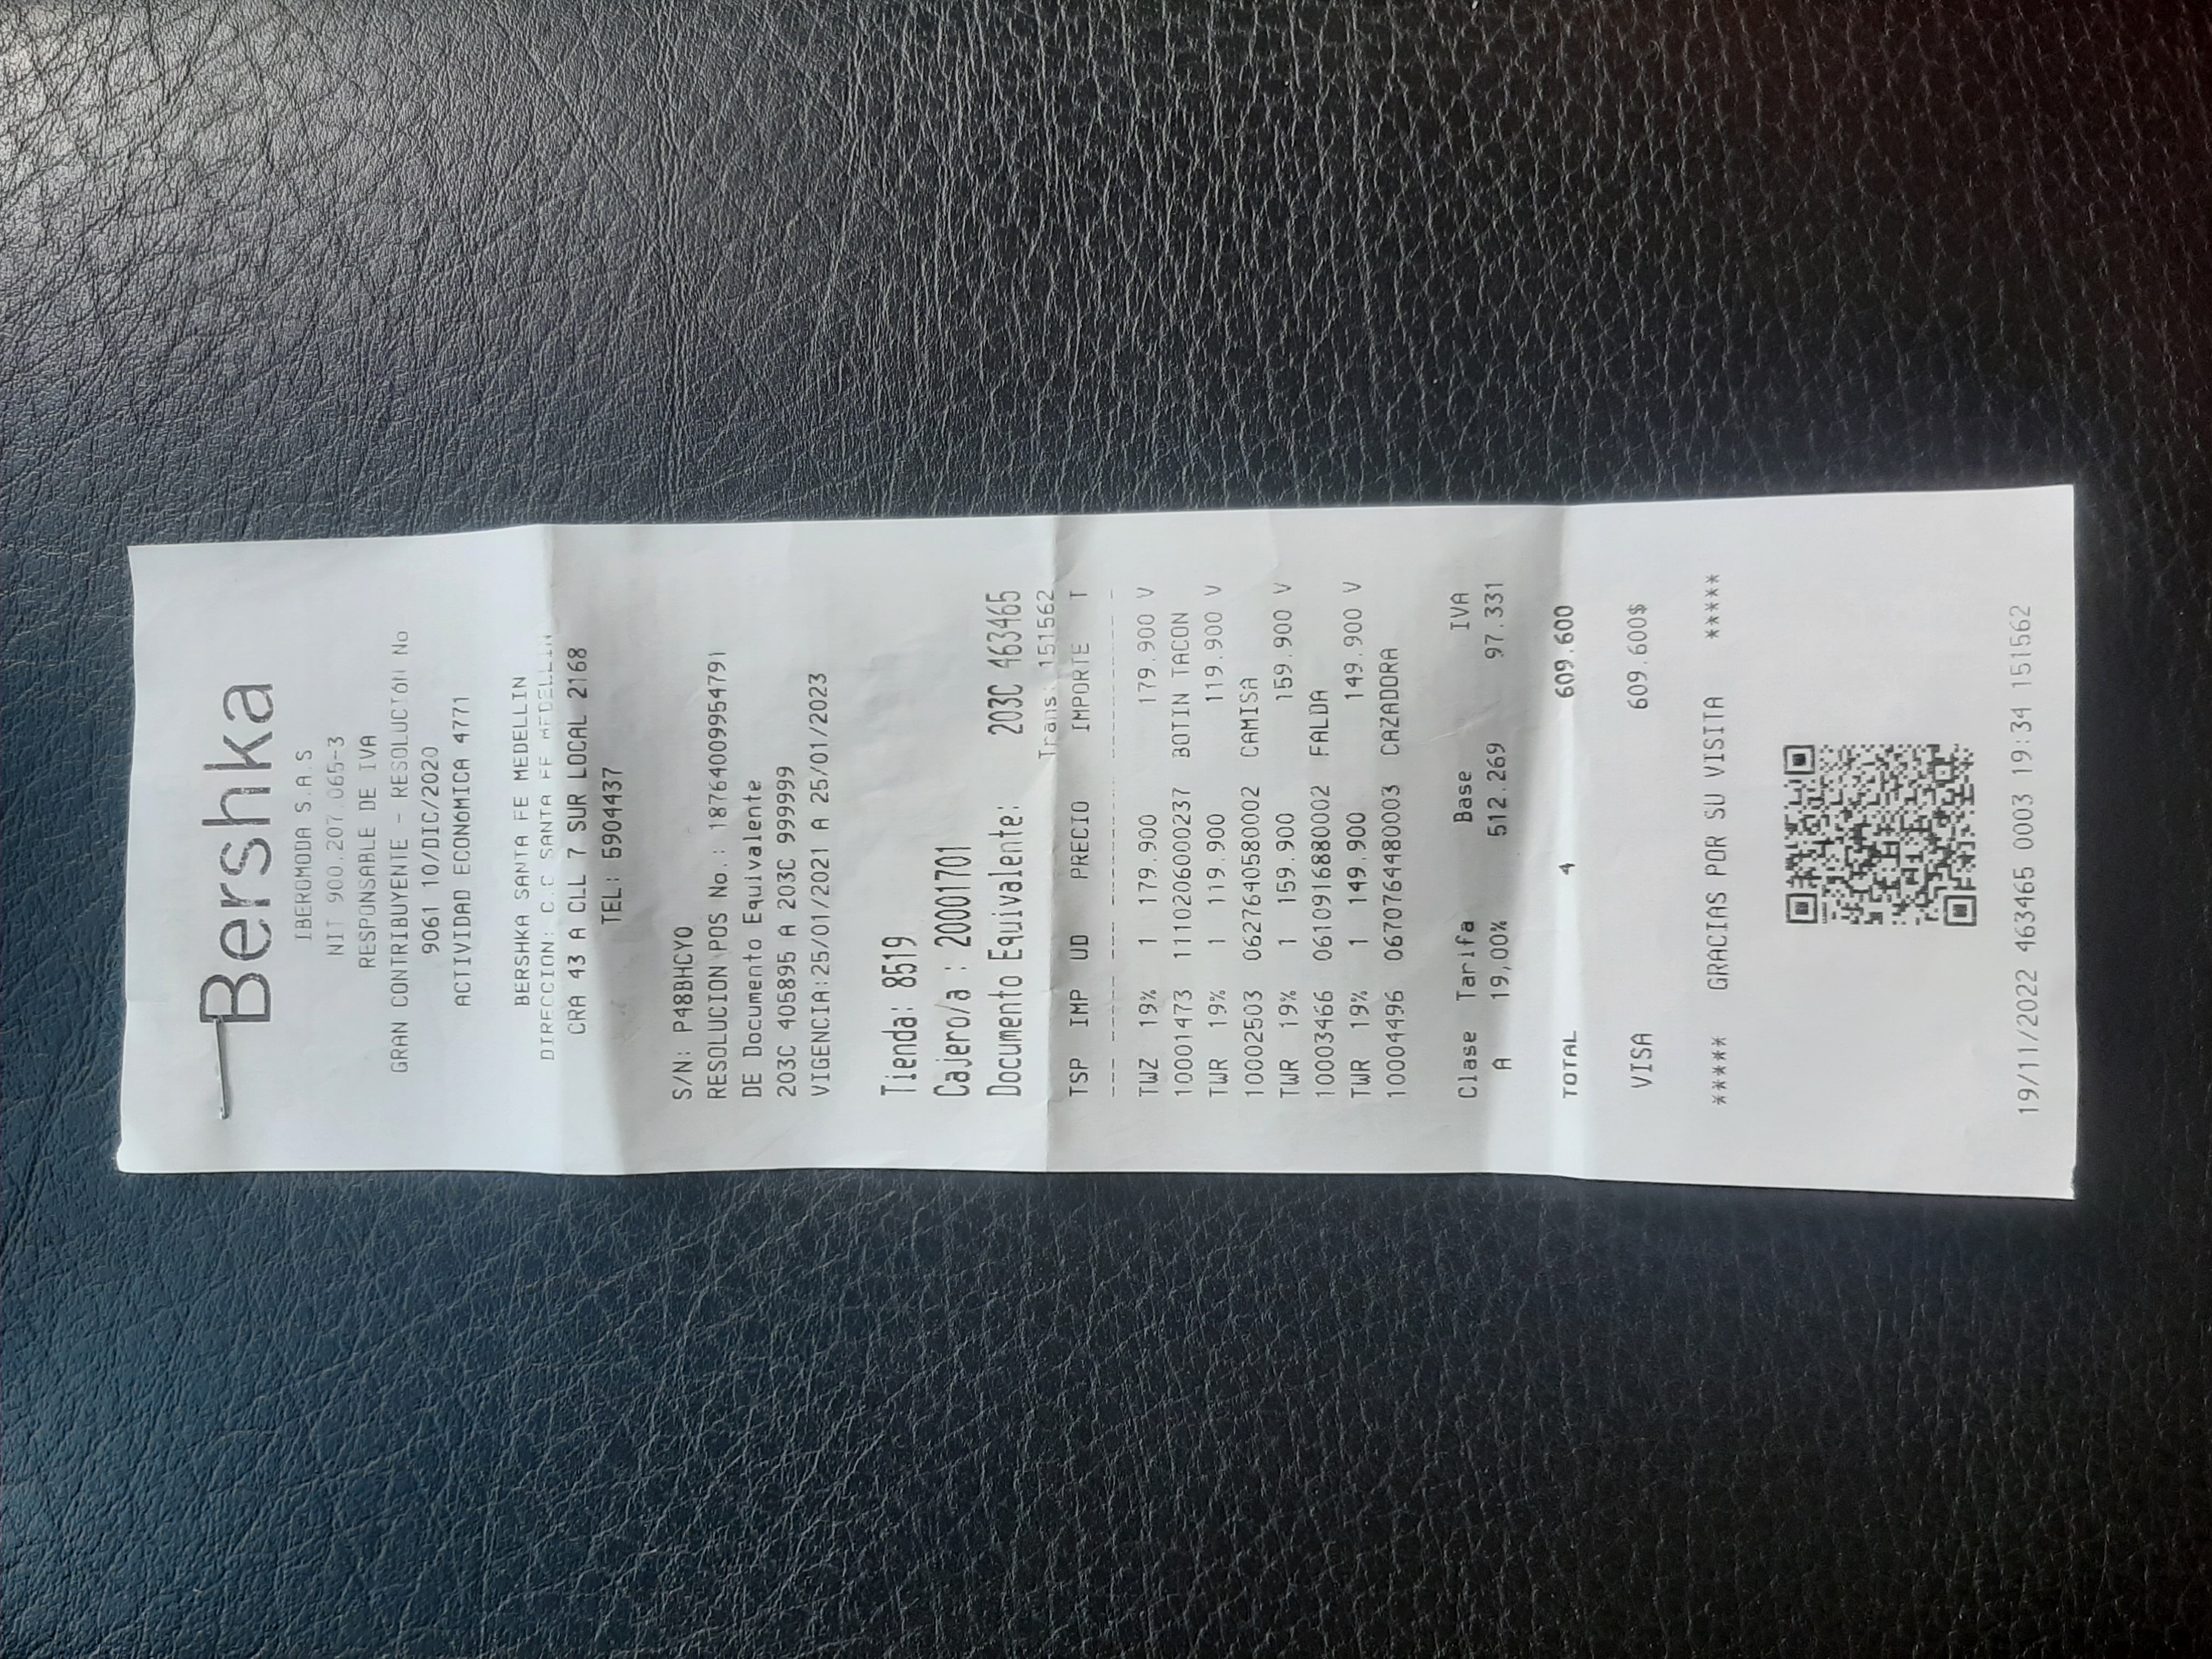 Bershka
IBEROMODA S.A S
NIT 900.207.065-3
RESPONSABLE DE IVA
GRAN CONTRIBUYENTE - RESOLUCIóN No
9061 10/DIC/2020
ACTIVIDAD ECONóMICA 4771
BERSHKA SANTA FE MEDELLIN
DIRECCION: C.C SANTA FE MEDELLIN
CRA 43 A CLL 7 SUR LOCAL 2168
TEL: 5904437
S/N: P48BHCY0
RESOLUCION POS No.: 18764009954791
DE Documento Equivalente
203C 405895 A 203C 999999
VIGENCIA:25/01/2021 A 25/01/2023
Tienda: 8519
Cajero/a : 20001701
Documento Equivalente: 203C 463465
Trans. 151562
TSP IMP UD PRECIO IMPORTE T
TWZ 19% 1 179.900 179.900 V
10001473 11102060000237 BOTIN TACON
TWR 19% 1 119.900 119.900 V
10002503 06276405800002 CAMISA
TWR 19% 1 159.900 159.900 V
10003466 06109168800002 FALDA
TWR 19% 1 149.900 149.900 V
10004496 06707644800003 CAZADORA
Clase Tarifa Base IVA
A 19,00% 512.269 97.331
TOTAL 4 609.600
VISA 609.600$
***** GRACIAS POR SU VISITA *****
19/11/2022 463465 0003 19:34 151562